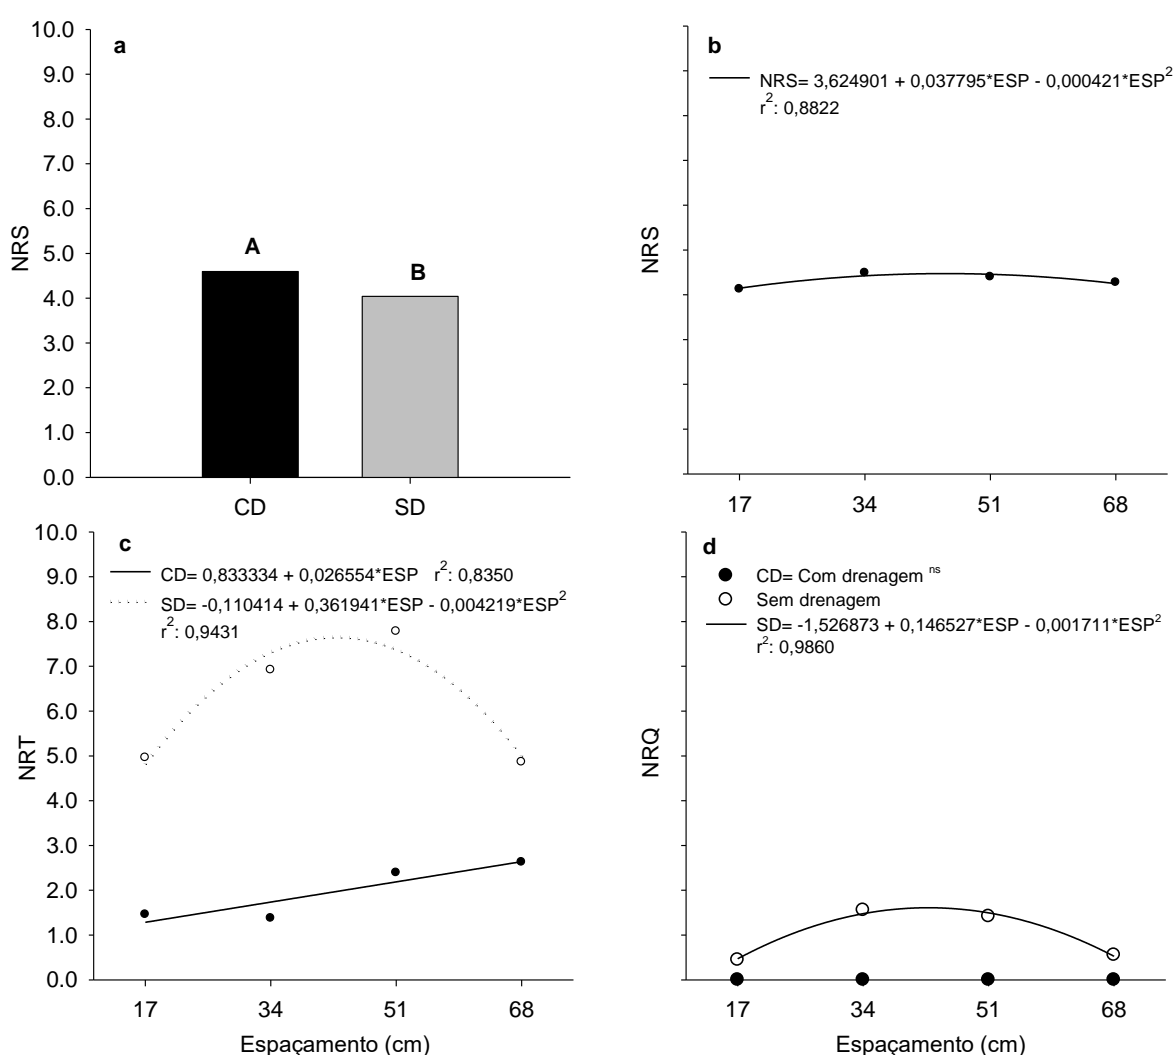 a
10.0
9.0
8.0
7.0
6.0
5.0
4.0
3.0
2.0
1.0
0.0
NRS
A
B
CD
SD
b
NRS= 3,624901 + 0,037795*ESP - 0,000421*ESP²
r²: 0,8822
NRS
17
34
51
68
c
CD= 0,833334 + 0,026554*ESP r²: 0,8350
SD= -0,110414 + 0,361941*ESP - 0,004219*ESP²
r²: 0,9431
10.0
9.0
8.0
7.0
6.0
5.0
4.0
3.0
2.0
1.0
0.0
NRT
17
34
51
68
Espaçamento (cm)
d
CD= Com drenagem ns
Sem drenagem
SD= -1,526873 + 0,146527*ESP - 0,001711*ESP²
r²: 0,9860
NRQ
17
34
51
68
Espaçamento (cm)